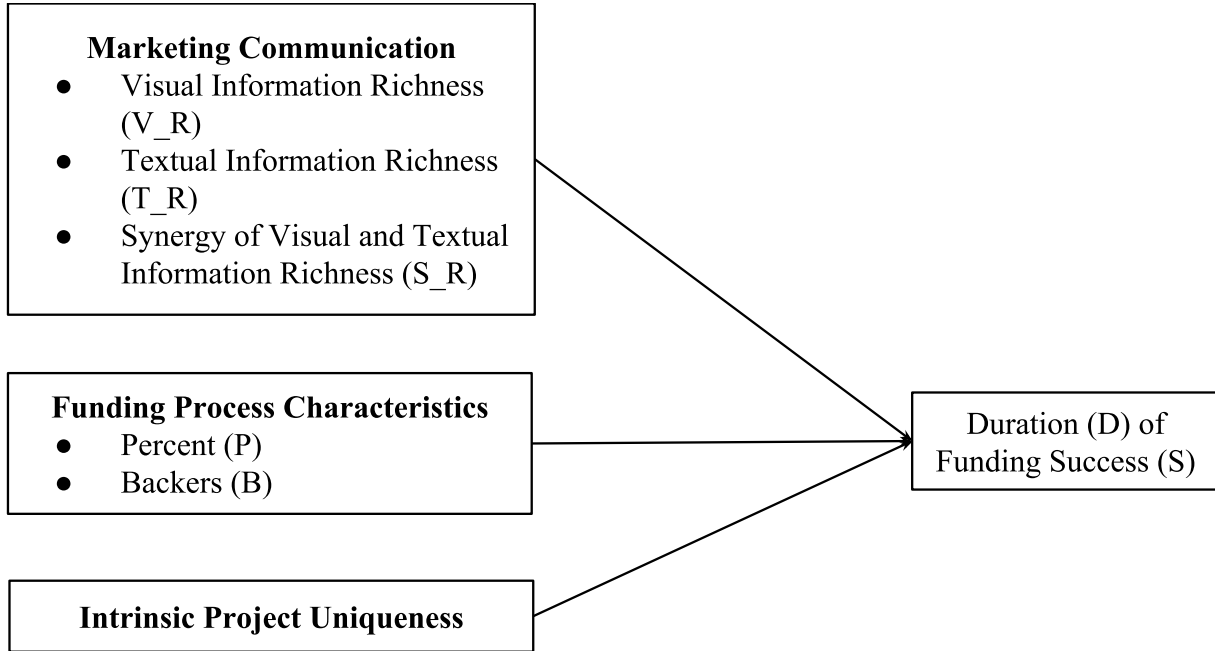 Marketing Communication
● Visual Information Richness
(V_R)
● Textual Information Richness
(T_R)
● Synergy of Visual and Textual
Information Richness (S_R)
Funding Process Characteristics
● Percent (P)
● Backers (B)
Intrinsic Project Uniqueness
Duration (D) of
Funding Success (S)